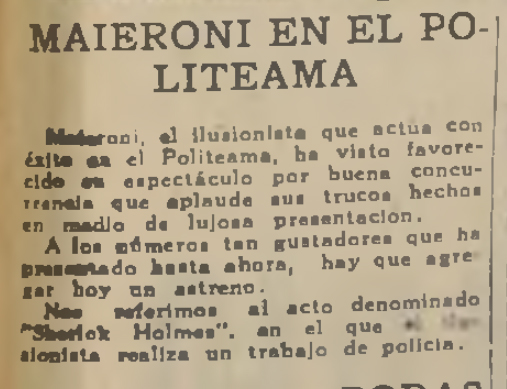 MAIERONI EN EL PO-
LITEAMA
Maieroni, el ilusionista que actúa con
éxito en el Politeama, ha visto favore-
cido su espectáculo por buena concu-
rrencia que aplaude sus trucos hechos
en medio de lujosa presentacion.
A los números tan gustadores que ha
presentado hasta ahora, hay que agre-
gar hoy un estreno.
Nos referimos al acto denominado
"Sherlok Holmes", en el que el ilu-
sionista realiza un trabajo de policia.